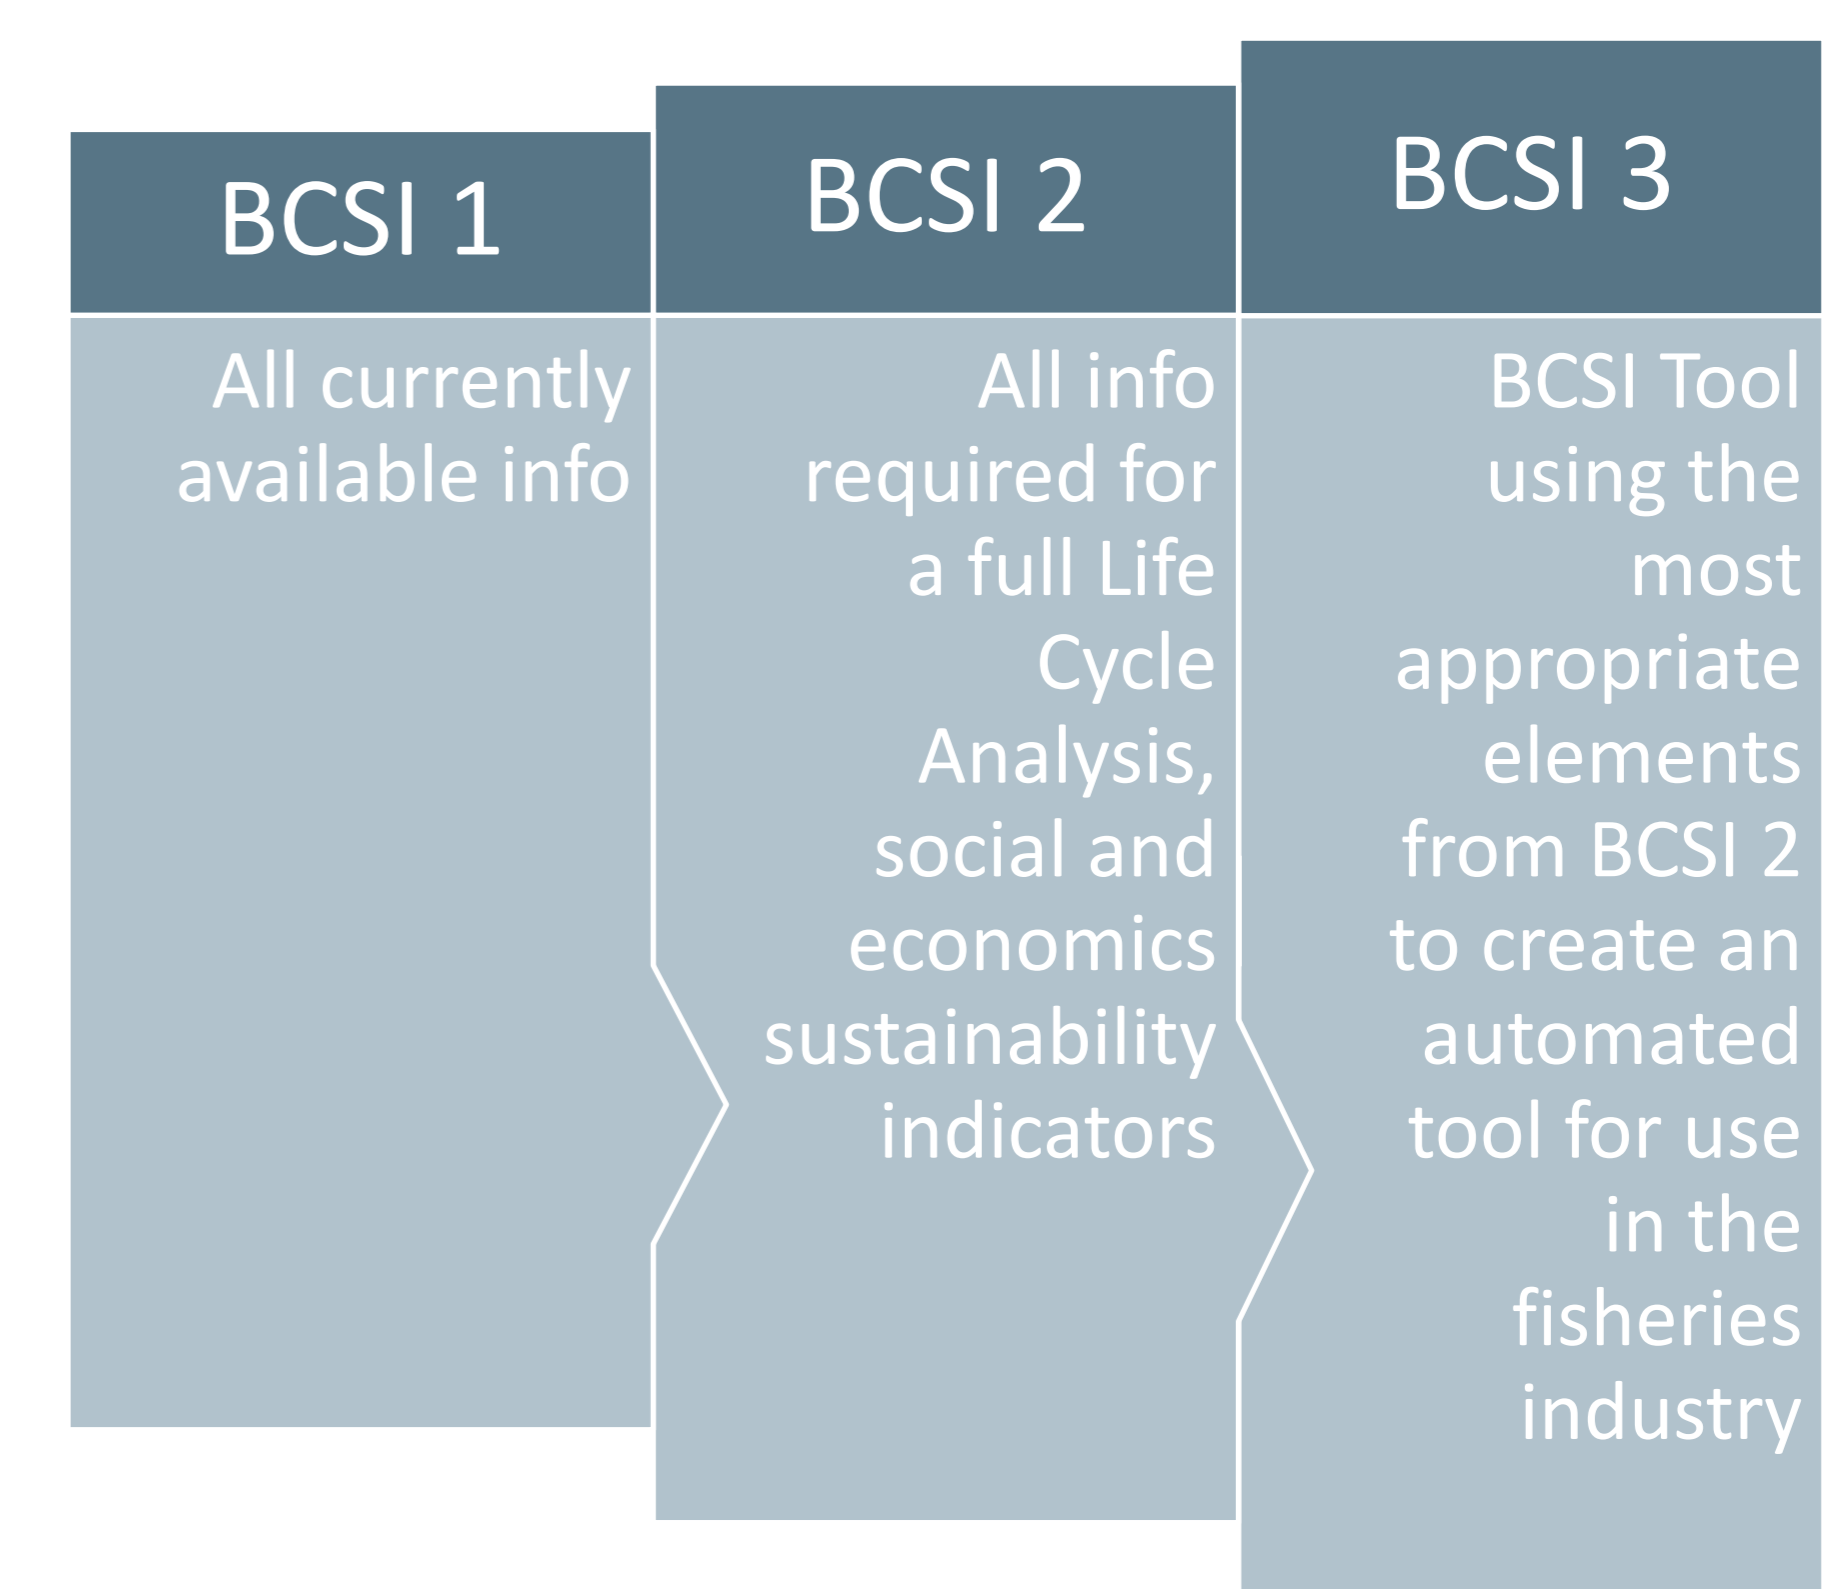 BCSI 1
All currently
available info
BCSI 2
All info
required for
a full Life
Cycle
Analysis,
social and
economics
sustainability
indicators
BCSI 3
BCSI Tool
using the
most
appropriate
elements
from BCSI 2
to create an
automated
tool for use
in the
fisheries
industry